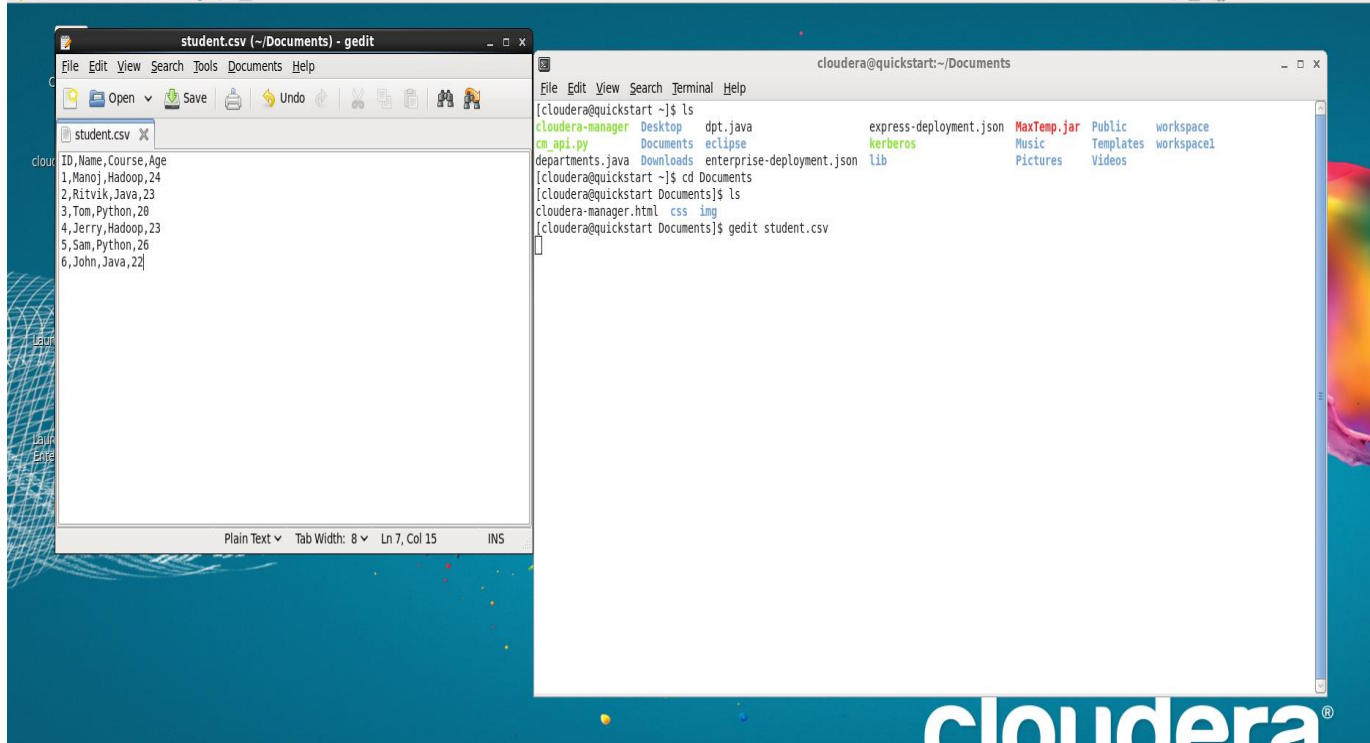 student.csv (~/Documents) - gedit
File Edit View Search Tools Documents Help
Open Save Undo
student.csv
ID,Name,Course,Age
1,Manoj,Hadoop,24
2,Ritvik,Java,23
3,Tom,Python,20
4,Jerry,Hadoop,23
5,Sam,Python,26
6,John,Java,22
Plain Text Tab Width: 8 Ln 7, Col 15 INS
cloudera@quickstart:~/Documents
File Edit View Search Terminal Help
[cloudera@quickstart ~]$ ls
cloudera-manager Desktop dpt.java express-deployment.json MaxTemp.jar Public workspace
cm_api.py Documents eclipse kerberos Music Templates workspace1
departments.java Downloads enterprise-deployment.json lib Pictures Videos
[cloudera@quickstart ~]$ cd Documents
[cloudera@quickstart Documents]$ ls
cloudera-manager.html css img
[cloudera@quickstart Documents]$ gedit student.csv
cloudera®